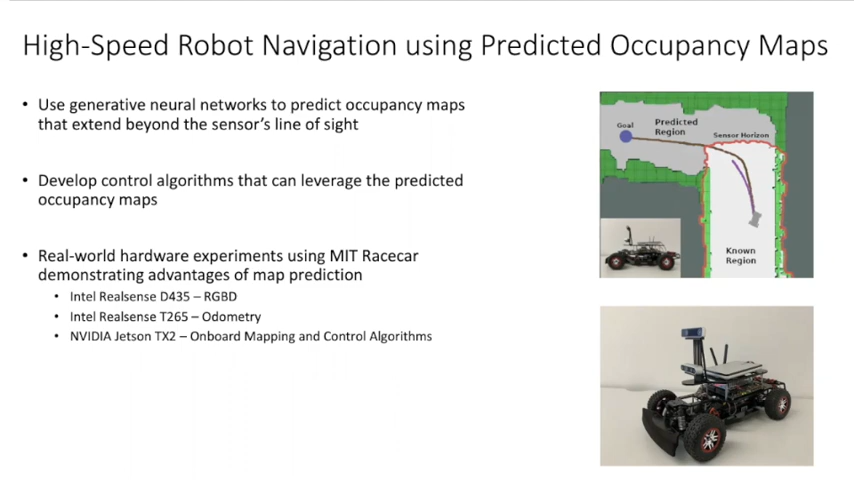 High-Speed Robot Navigation using Predicted Occupancy Maps
• Use generative neural networks to predict occupancy maps
that extend beyond the sensor's line of sight
• Develop control algorithms that can leverage the predicted
occupancy maps
• Real-world hardware experiments using MIT Racecar
demonstrating advantages of map prediction
• Intel Realsense D435 – RGBD
• Intel Realsense T265 – Odometry
• NVIDIA Jetson TX2 – Onboard Mapping and Control Algorithms
Goal
Predicted
Region
Sensor Horizon
Known
Region